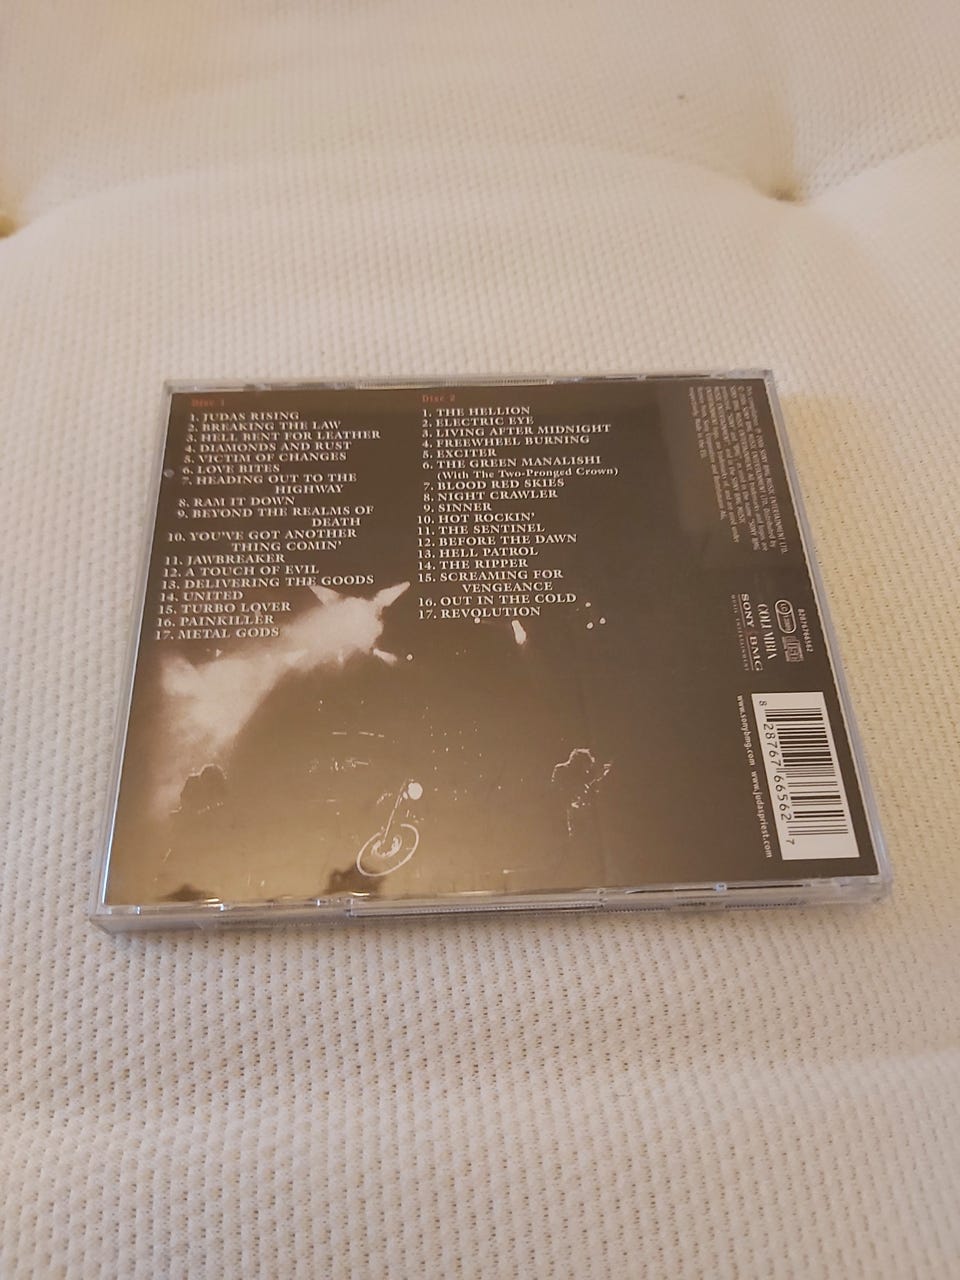 Disc 1
1. JUDAS RISING
2. BREAKING THE LAW
3. HELL BENT FOR LEATHER
4. DIAMONDS AND RUST
5. VICTIM OF CHANGES
6. LOVE BITES
7. HEADING OUT TO THE
HIGHWAY
8. RAM IT DOWN
9. BEYOND THE REALMS OF
DEATH
10. YOU'VE GOT ANOTHER
THING COMIN'
11. JAWBREAKER
12. A TOUCH OF EVIL
13. DELIVERING THE GOODS
14. UNITED
15. TURBO LOVER
16. PAINKILLER
17. METAL GODS
Disc 2
1. THE HELLION
2. ELECTRIC EYE
3. LIVING AFTER MIDNIGHT
4. FREEWHEEL BURNING
5. EXCITER
6. THE GREEN MANALISHI
(With The Two-Pronged Crown)
7. BLOOD RED SKIES
8. NIGHT CRAWLER
9. SINNER
10. HOT ROCKIN'
11. THE SENTINEL
12. BEFORE THE DAWN
13. HELL PATROL
14. THE RIPPER
15. SCREAMING FOR
VENGEANCE
16. OUT IN THE COLD
17. REVOLUTION
82876766562
COLUMBIA
SONY BMG
MUSIC ENTERTAINMENT
8 28767 66562 7
www.sonybmg.com www.judaspriest.com